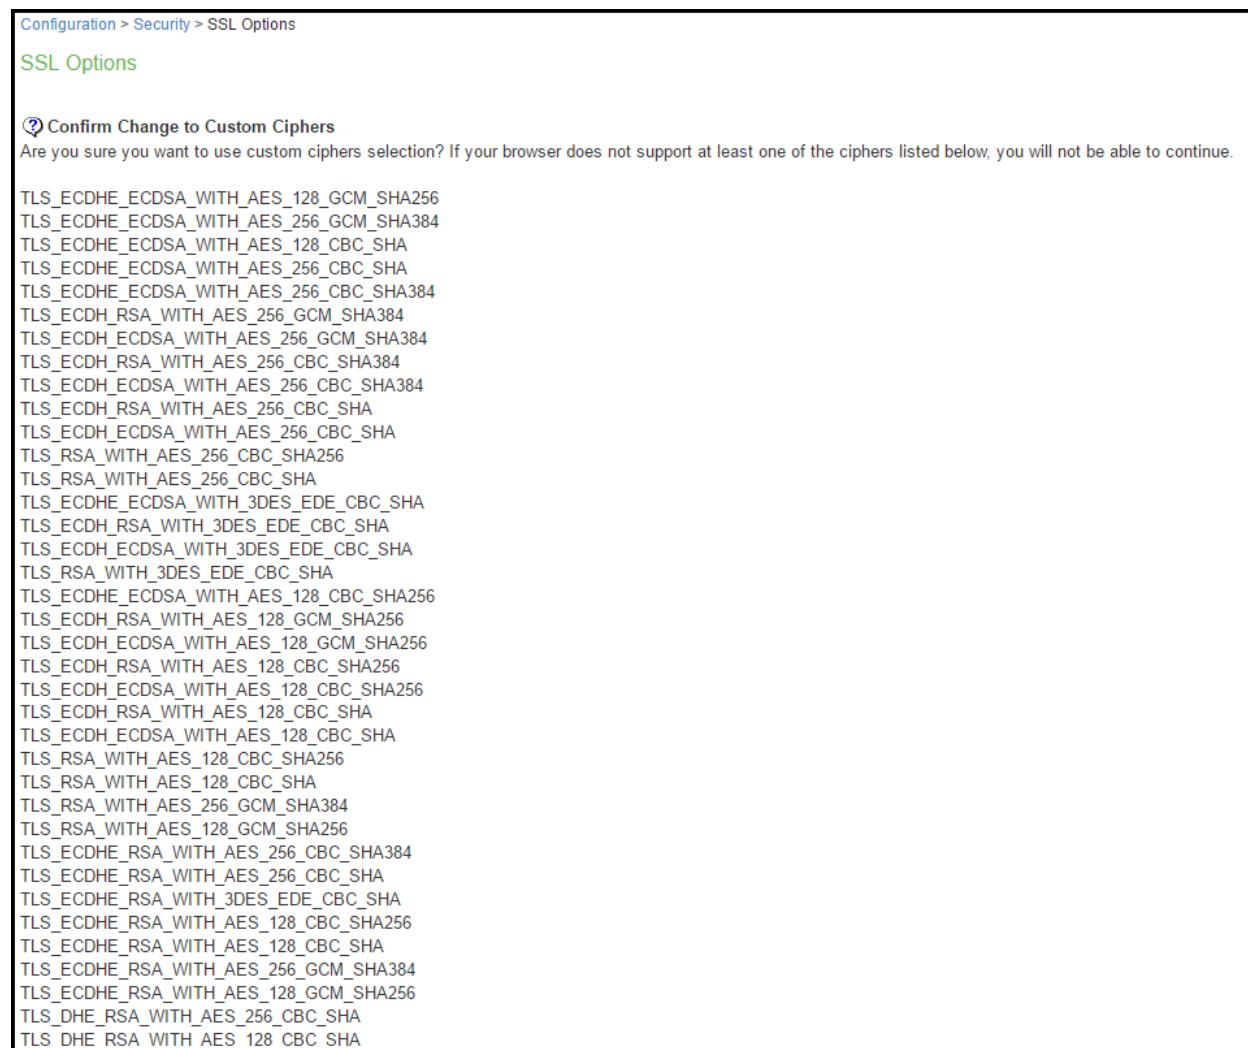 Configuration > Security > SSL Options
SSL Options
Confirm Change to Custom Ciphers
Are you sure you want to use custom ciphers selection? If your browser does not support at least one of the ciphers listed below, you will not be able to continue.
TLS_ECDHE_ECDSA_WITH_AES_128_GCM_SHA256
TLS_ECDHE_ECDSA_WITH_AES_256_GCM_SHA384
TLS_ECDHE_ECDSA_WITH_AES_128_CBC_SHA
TLS_ECDHE_ECDSA_WITH_AES_256_CBC_SHA
TLS_ECDHE_ECDSA_WITH_AES_256_CBC_SHA384
TLS_ECDH_RSA_WITH_AES_256_GCM_SHA384
TLS_ECDH_ECDSA_WITH_AES_256_GCM_SHA384
TLS_ECDH_RSA_WITH_AES_256_CBC_SHA384
TLS_ECDH_ECDSA_WITH_AES_256_CBC_SHA384
TLS_ECDH_RSA_WITH_AES_256_CBC_SHA
TLS_ECDH_ECDSA_WITH_AES_256_CBC_SHA
TLS_RSA_WITH_AES_256_CBC_SHA256
TLS_RSA_WITH_AES_256_CBC_SHA
TLS_ECDHE_ECDSA_WITH_3DES_EDE_CBC_SHA
TLS_ECDH_RSA_WITH_3DES_EDE_CBC_SHA
TLS_ECDH_ECDSA_WITH_3DES_EDE_CBC_SHA
TLS_RSA_WITH_3DES_EDE_CBC_SHA
TLS_ECDHE_ECDSA_WITH_AES_128_CBC_SHA256
TLS_ECDH_RSA_WITH_AES_128_GCM_SHA256
TLS_ECDH_ECDSA_WITH_AES_128_GCM_SHA256
TLS_ECDH_RSA_WITH_AES_128_CBC_SHA256
TLS_ECDH_ECDSA_WITH_AES_128_CBC_SHA256
TLS_ECDH_RSA_WITH_AES_128_CBC_SHA
TLS_ECDH_ECDSA_WITH_AES_128_CBC_SHA
TLS_RSA_WITH_AES_128_CBC_SHA256
TLS_RSA_WITH_AES_128_CBC_SHA
TLS_RSA_WITH_AES_256_GCM_SHA384
TLS_RSA_WITH_AES_128_GCM_SHA256
TLS_ECDHE_RSA_WITH_AES_256_CBC_SHA384
TLS_ECDHE_RSA_WITH_AES_256_CBC_SHA
TLS_ECDHE_RSA_WITH_3DES_EDE_CBC_SHA
TLS_ECDHE_RSA_WITH_AES_128_CBC_SHA256
TLS_ECDHE_RSA_WITH_AES_128_CBC_SHA
TLS_ECDHE_RSA_WITH_AES_256_GCM_SHA384
TLS_ECDHE_RSA_WITH_AES_128_GCM_SHA256
TLS_DHE_RSA_WITH_AES_256_CBC_SHA
TLS_DHE_RSA_WITH_AES_128_CBC_SHA